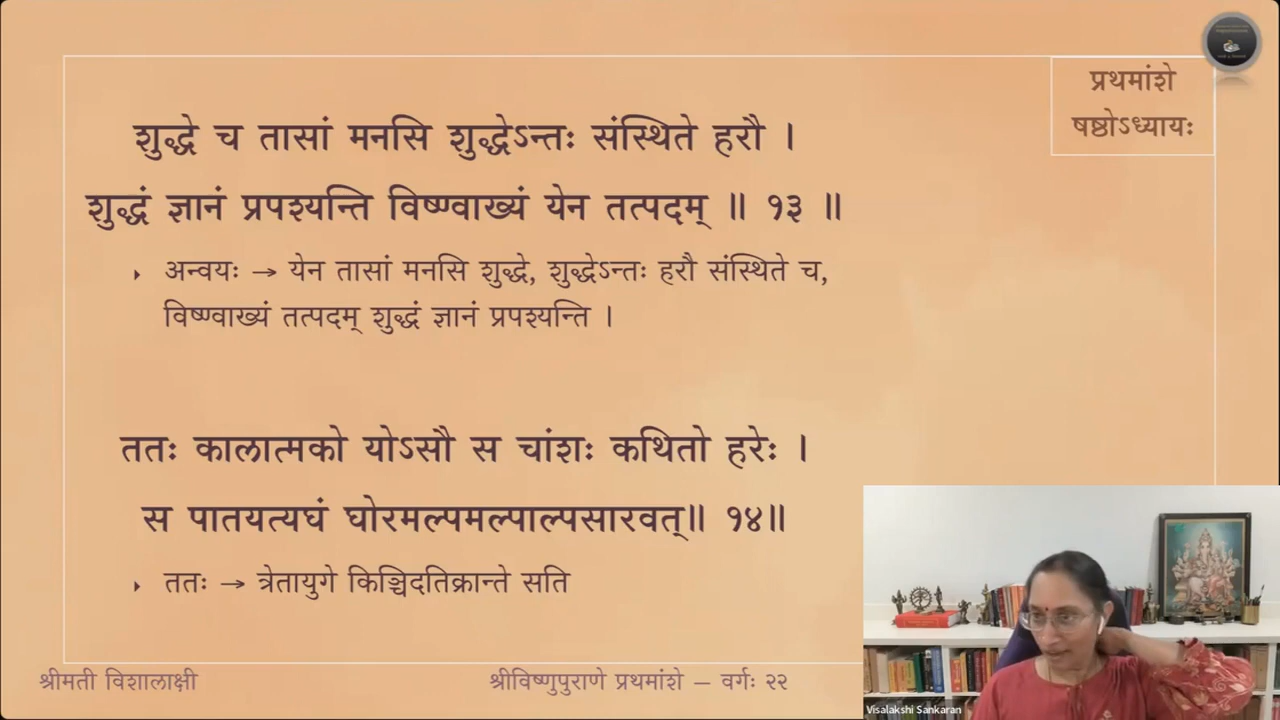 प्रथमांशे
षष्ठोऽध्यायः
शुद्धे च तासां मनसि शुद्धेऽन्तः संस्थिते हरौ ।
शुद्धं ज्ञानं प्रपश्यन्ति विष्ण्वाख्यं येन तत्पदम् ॥ १३ ॥
अन्वयः → येन तासां मनसि शुद्धे, शुद्धेऽन्तः हरौ संस्थिते च,
विष्ण्वाख्यं तत्पदम् शुद्धं ज्ञानं प्रपश्यन्ति ।
ततः कालात्मको योऽसौ स चांशः कथितो हरेः ।
स पातयत्यघं घोरमल्पमल्पाल्पसारवत्॥ १४॥
ततः → त्रेतायुगे किञ्चिदतिक्रान्ते सति
श्रीमती विशालाक्षी
श्रीविष्णुपुराणे प्रथमांशे – वर्गः २२
Visalakshi Sankaran